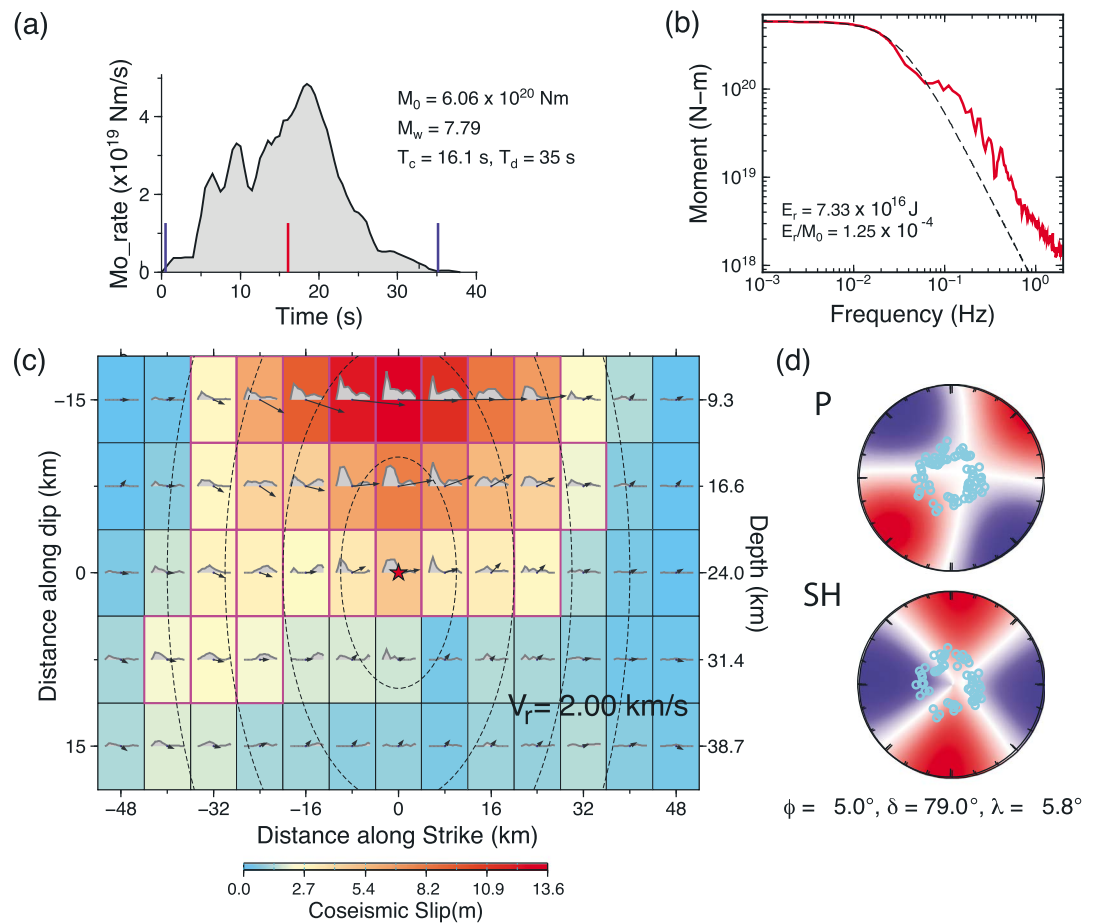 (a)
Mo_rate (x10¹⁹ Nm/s)
4
2
0
M₀ = 6.06 x 10²⁰ Nm
M_w = 7.79
T_c = 16.1 s, T_d = 35 s
0 10 20 30 40
Time (s)
(b)
Moment (N−m)
10²⁰
10¹⁹
10¹⁸
E_r = 7.33 x 10¹⁶ J
E_r/M₀ = 1.25 x 10⁻⁴
10⁻³ 10⁻² 10⁻¹ 10⁰
Frequency (Hz)
(c)
Distance along dip (km)
−15
0
15
9.3
16.6
24.0
31.4
38.7
Depth (km)
V_r= 2.00 km/s
−48 −32 −16 0 16 32 48
Distance along Strike (km)
0.0 2.7 5.4 8.2 10.9 13.6
Coseismic Slip(m)
(d)
P
SH
ϕ = 5.0°, δ = 79.0°, λ = 5.8°